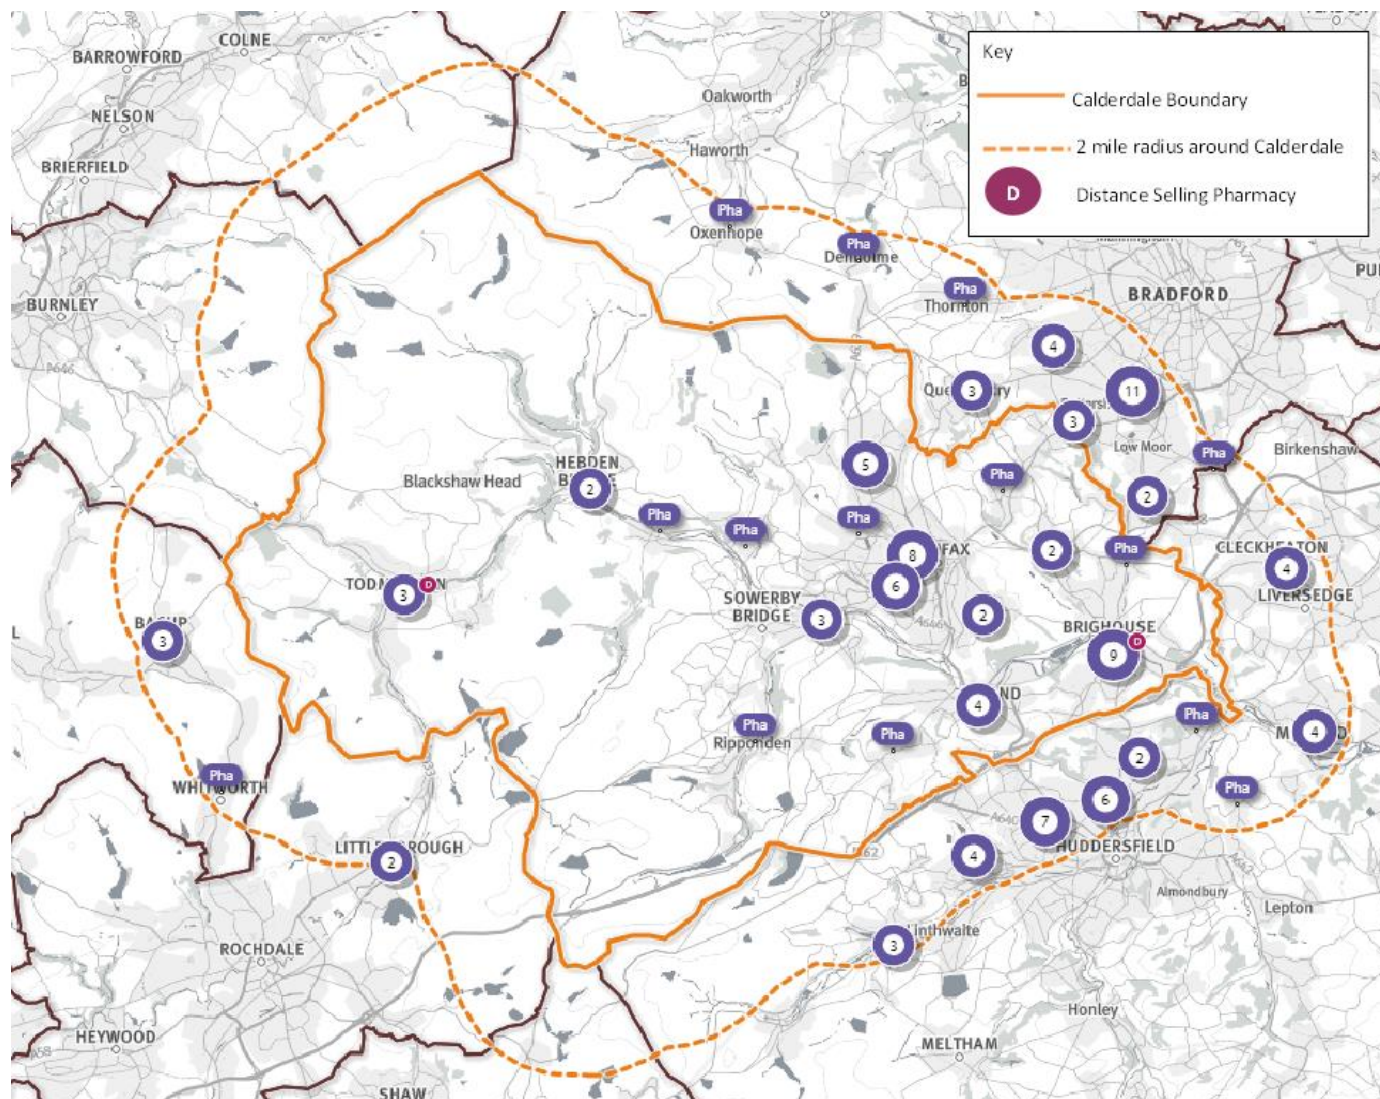 COLNE
BARROWFORD
NELSON
BRIERFIELD
BURNLEY
Oakworth
Haworth
Key
Calderdale Boundary
2 mile radius around Calderdale
D
Distance Selling Pharmacy
Pha
Oxenhope
Pha
Pha
Thornton
BRADFORD
4
3
11
3
Low Moor
Pha
Birkenshaw
5
Pha
2
HEBDEN
2
Blackshaw Head
Pha
Pha
Pha
8
2
Pha
CLECKHEATON
4
LIVERSEDGE
6
3
D
SOWERBY
BRIDGE
3
2
A646
BRIGHOUSE
9
D
3
4
Pha
Ripponden
Pha
Pha
4
2
Pha
WHITWORTH
Pha
6
7
A640
HUDDERSFIELD
2
4
Almondbury
Lepton
3
ROCHDALE
Honley
HEYWOOD
MELTHAM
SHAW